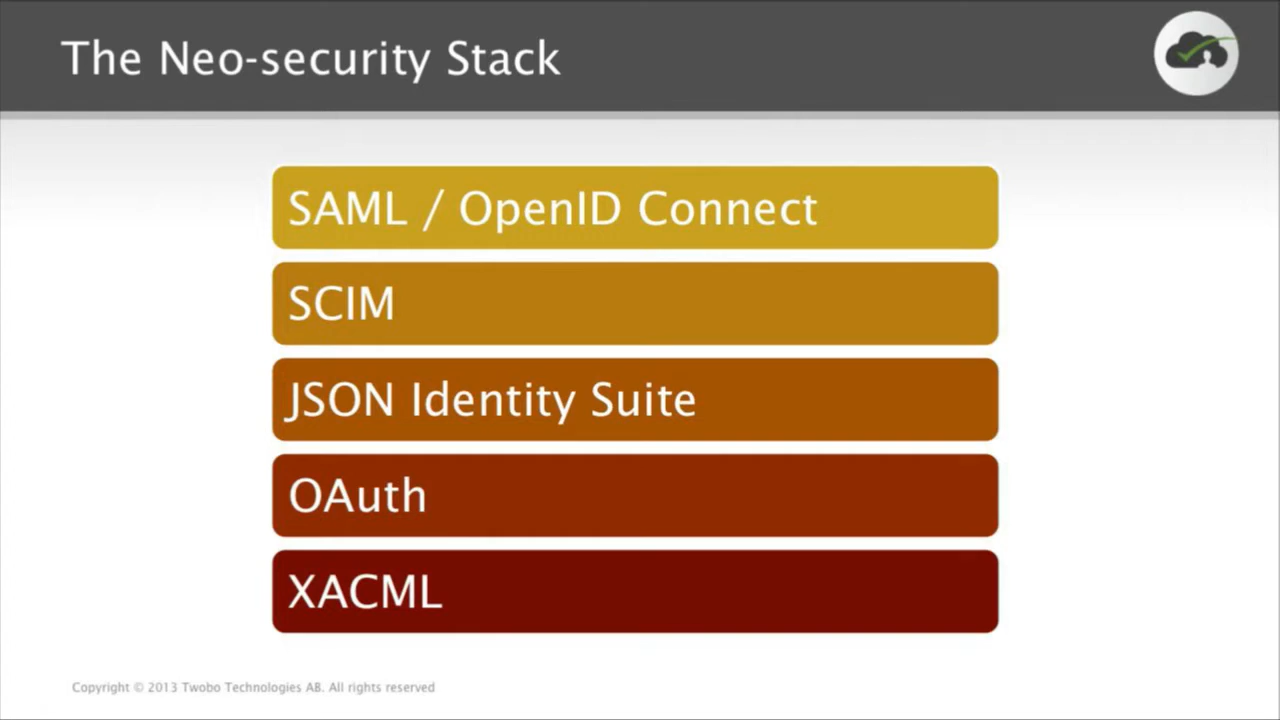 The Neo-security Stack
SAML / OpenID Connect
SCIM
JSON Identity Suite
OAuth
XACML
Copyright © 2013 Twobo Technologies AB. All rights reserved